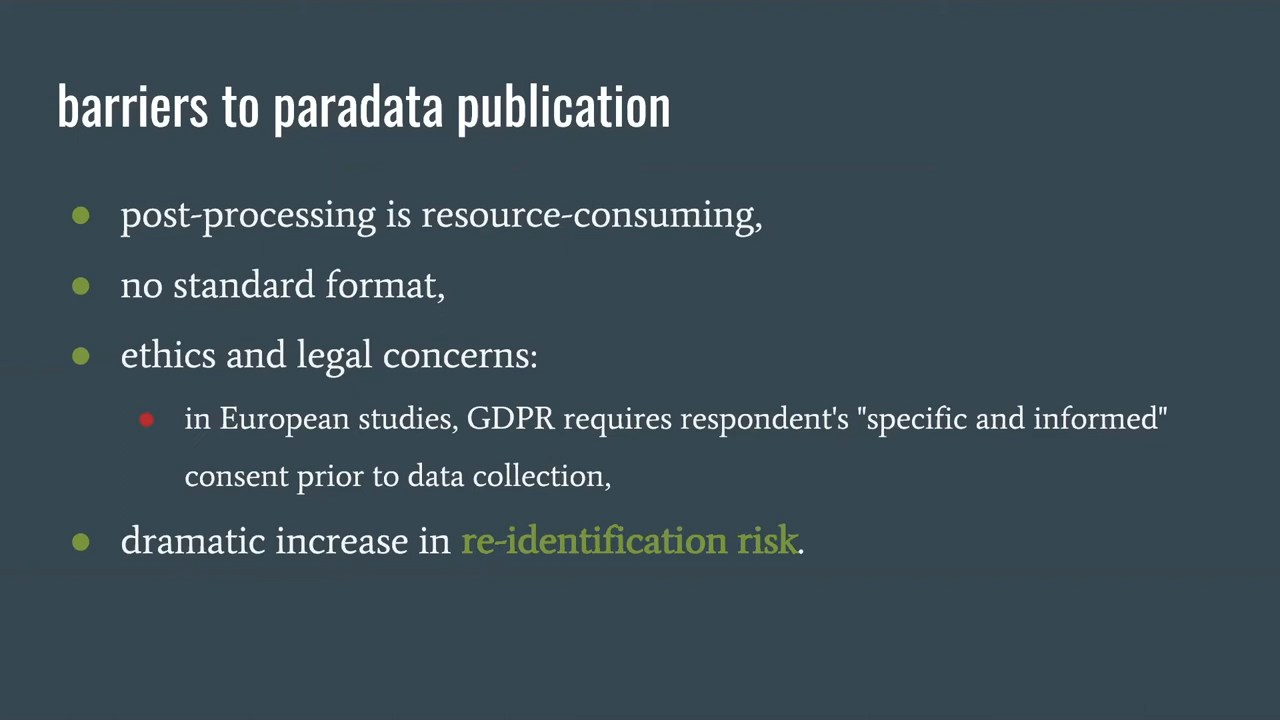 barriers to paradata publication
post-processing is resource-consuming,
no standard format,
ethics and legal concerns:
in European studies, GDPR requires respondent's "specific and informed"
consent prior to data collection,
dramatic increase in re-identification risk.